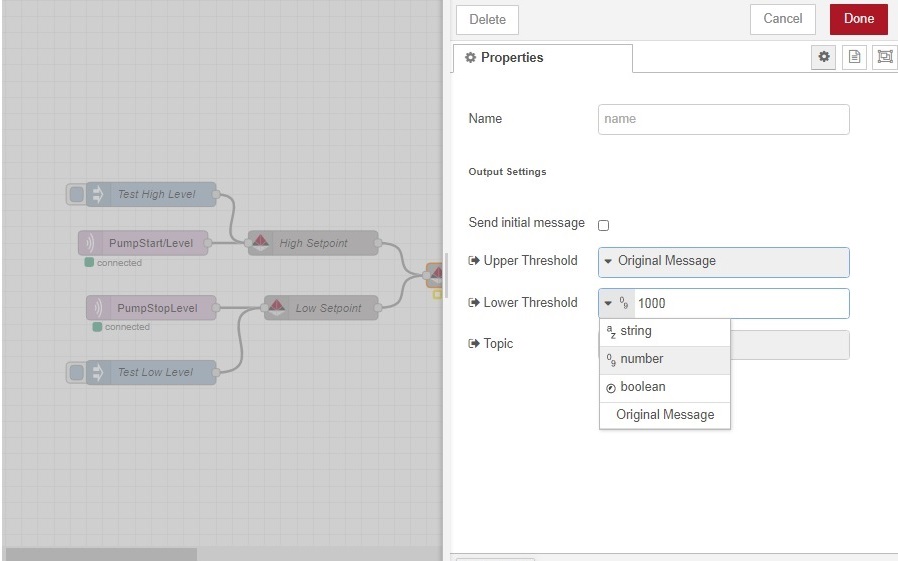 Delete
Cancel
Done
Properties
Name
name
Output Settings
Send initial message
Upper Threshold
Original Message
Lower Threshold
1000
string
number
boolean
Original Message
Topic
Test High Level
PumpStart/Level
connected
High Setpoint
PumpStopLevel
connected
Low Setpoint
Test Low Level